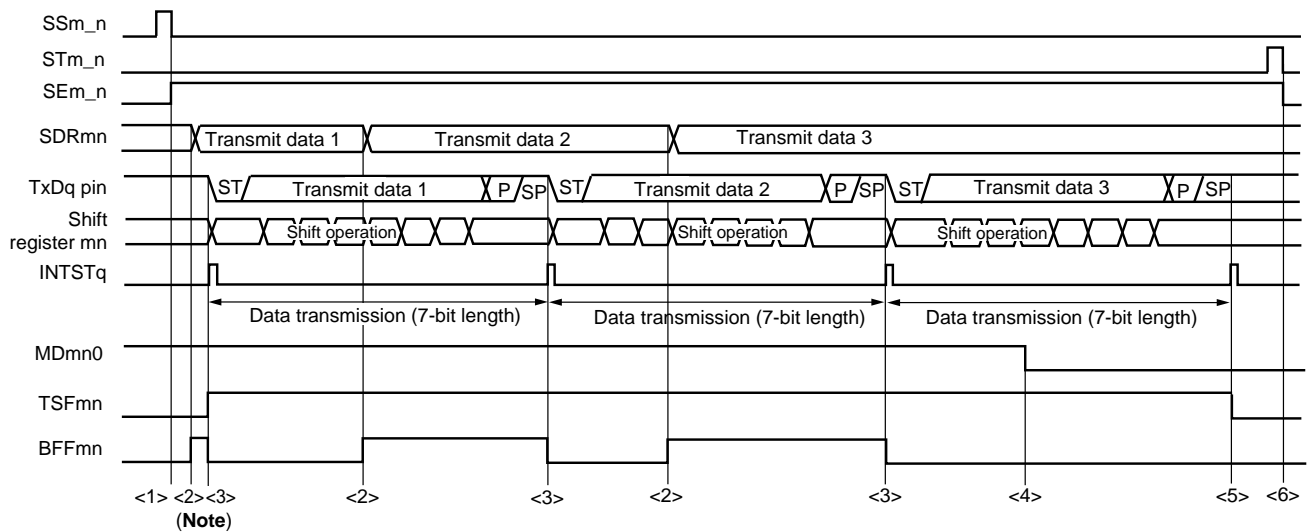 SSm_n
STm_n
SEm_n
SDRmn
Transmit data 1
Transmit data 2
Transmit data 3
TxDq pin
ST
Transmit data 1
P
SP
ST
Transmit data 2
P
SP
ST
Transmit data 3
P
SP
Shift
register mn
Shift operation
Shift operation
Shift operation
INTSTq
Data transmission (7-bit length)
Data transmission (7-bit length)
Data transmission (7-bit length)
MDmn0
TSFmn
BFFmn
<1> <2> <3> <2> <3> <2> <3> <4> <5> <6>
(Note)